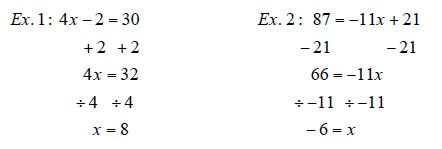 Ex. 1: 4x − 2 = 30
+ 2 + 2
4x = 32
÷ 4 ÷ 4
x = 8
Ex. 2: 87 = −11x + 21
− 21 − 21
66 = −11x
÷ −11 ÷ −11
− 6 = x